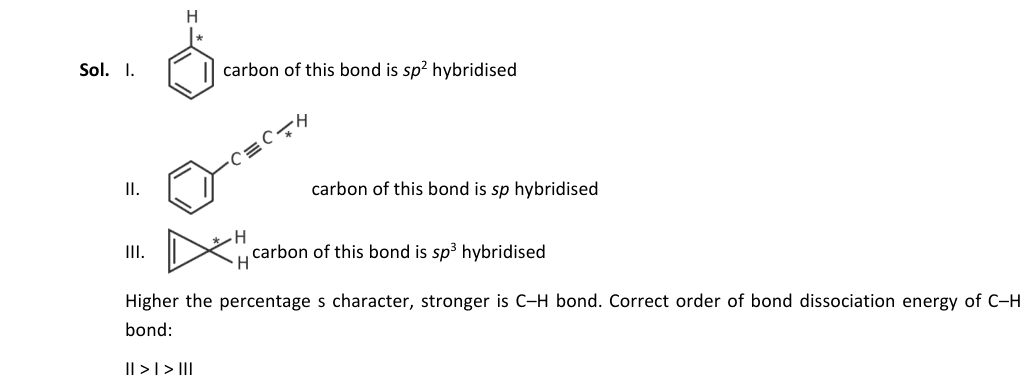 H
*
Sol. I. carbon of this bond is sp² hybridised
H
C≡C *
II. carbon of this bond is sp hybridised
* H
III. carbon of this bond is sp³ hybridised
H
Higher the percentage s character, stronger is C–H bond. Correct order of bond dissociation energy of C–H
bond:
II > I > III